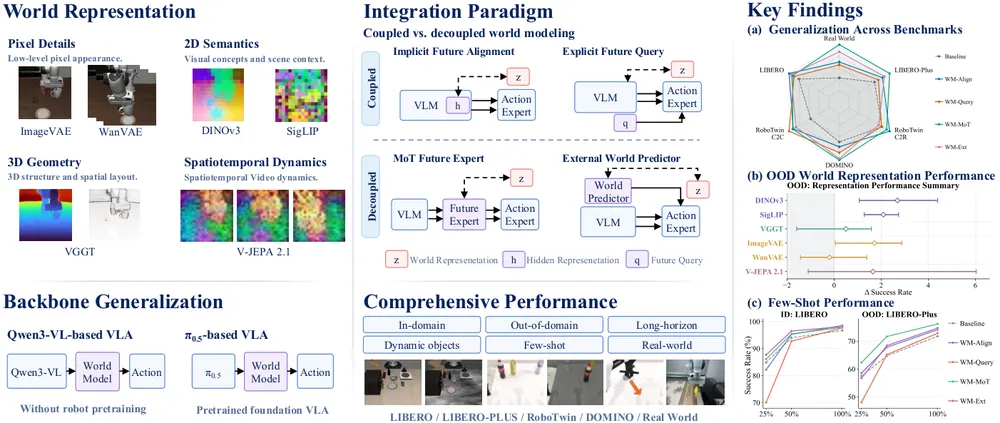 World Representation
Pixel Details
Low-level pixel appearance.
ImageVAE
WanVAE
2D Semantics
Visual concepts and scene context.
DINOv3
SigLIP
3D Geometry
3D structure and spatial layout.
VGGT
Spatiotemporal Dynamics
Spatiotemporal Video dynamics.
V-JEPA 2.1
Backbone Generalization
Qwen3-VL-based VLA
Qwen3-VL
World
Model
Action
Without robot pretraining
π0.5-based VLA
π0.5
World
Model
Action
Pretrained foundation VLA
Integration Paradigm
Coupled vs. decoupled world modeling
Coupled
Implicit Future Alignment
z
VLM
h
Action
Expert
Explicit Future Query
z
VLM
Action
Expert
q
Decoupled
MoT Future Expert
z
VLM
Future
Expert
Action
Expert
External World Predictor
World
Predictor
z
VLM
Action
Expert
z World Represenetation
h Hidden Represenetation
q Future Query
Comprehensive Performance
In-domain
Out-of-domain
Long-horizon
Dynamic objects
Few-shot
Real-world
LIBERO / LIBERO-PLUS / RoboTwin / DOMINO / Real World
Key Findings
(a) Generalization Across Benchmarks
Real World
LIBERO
LIBERO-Plus
RoboTwin
C2C
RoboTwin
C2R
DOMINO
Baseline
WM-Align
WM-Query
WM-MoT
WM-Ext
(b) OOD World Representation Performance
OOD: Representation Performance Summary
DINOv3
SigLIP
VGGT
ImageVAE
WanVAE
V-JEPA 2.1
−2 0 2 4 6
Δ Success Rate
(c) Few-Shot Performance
ID: LIBERO
Success Rate (%)
100
90
80
70
25% 50% 100%
OOD: LIBERO-Plus
70
60
50
25% 50% 100%
Baseline
WM-Align
WM-Query
WM-MoT
WM-Ext